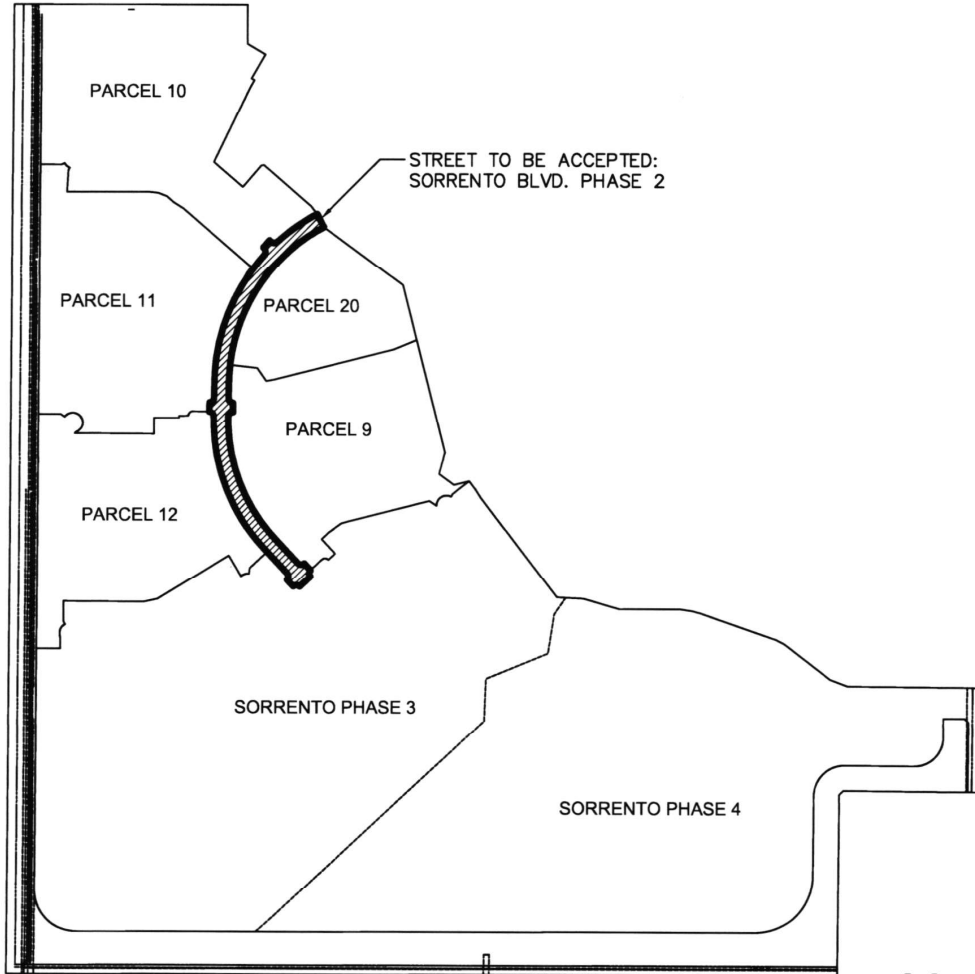 PARCEL 10
STREET TO BE ACCEPTED:
SORRENTO BLVD. PHASE 2
PARCEL 11
PARCEL 20
PARCEL 9
PARCEL 12
SORRENTO PHASE 3
SORRENTO PHASE 4